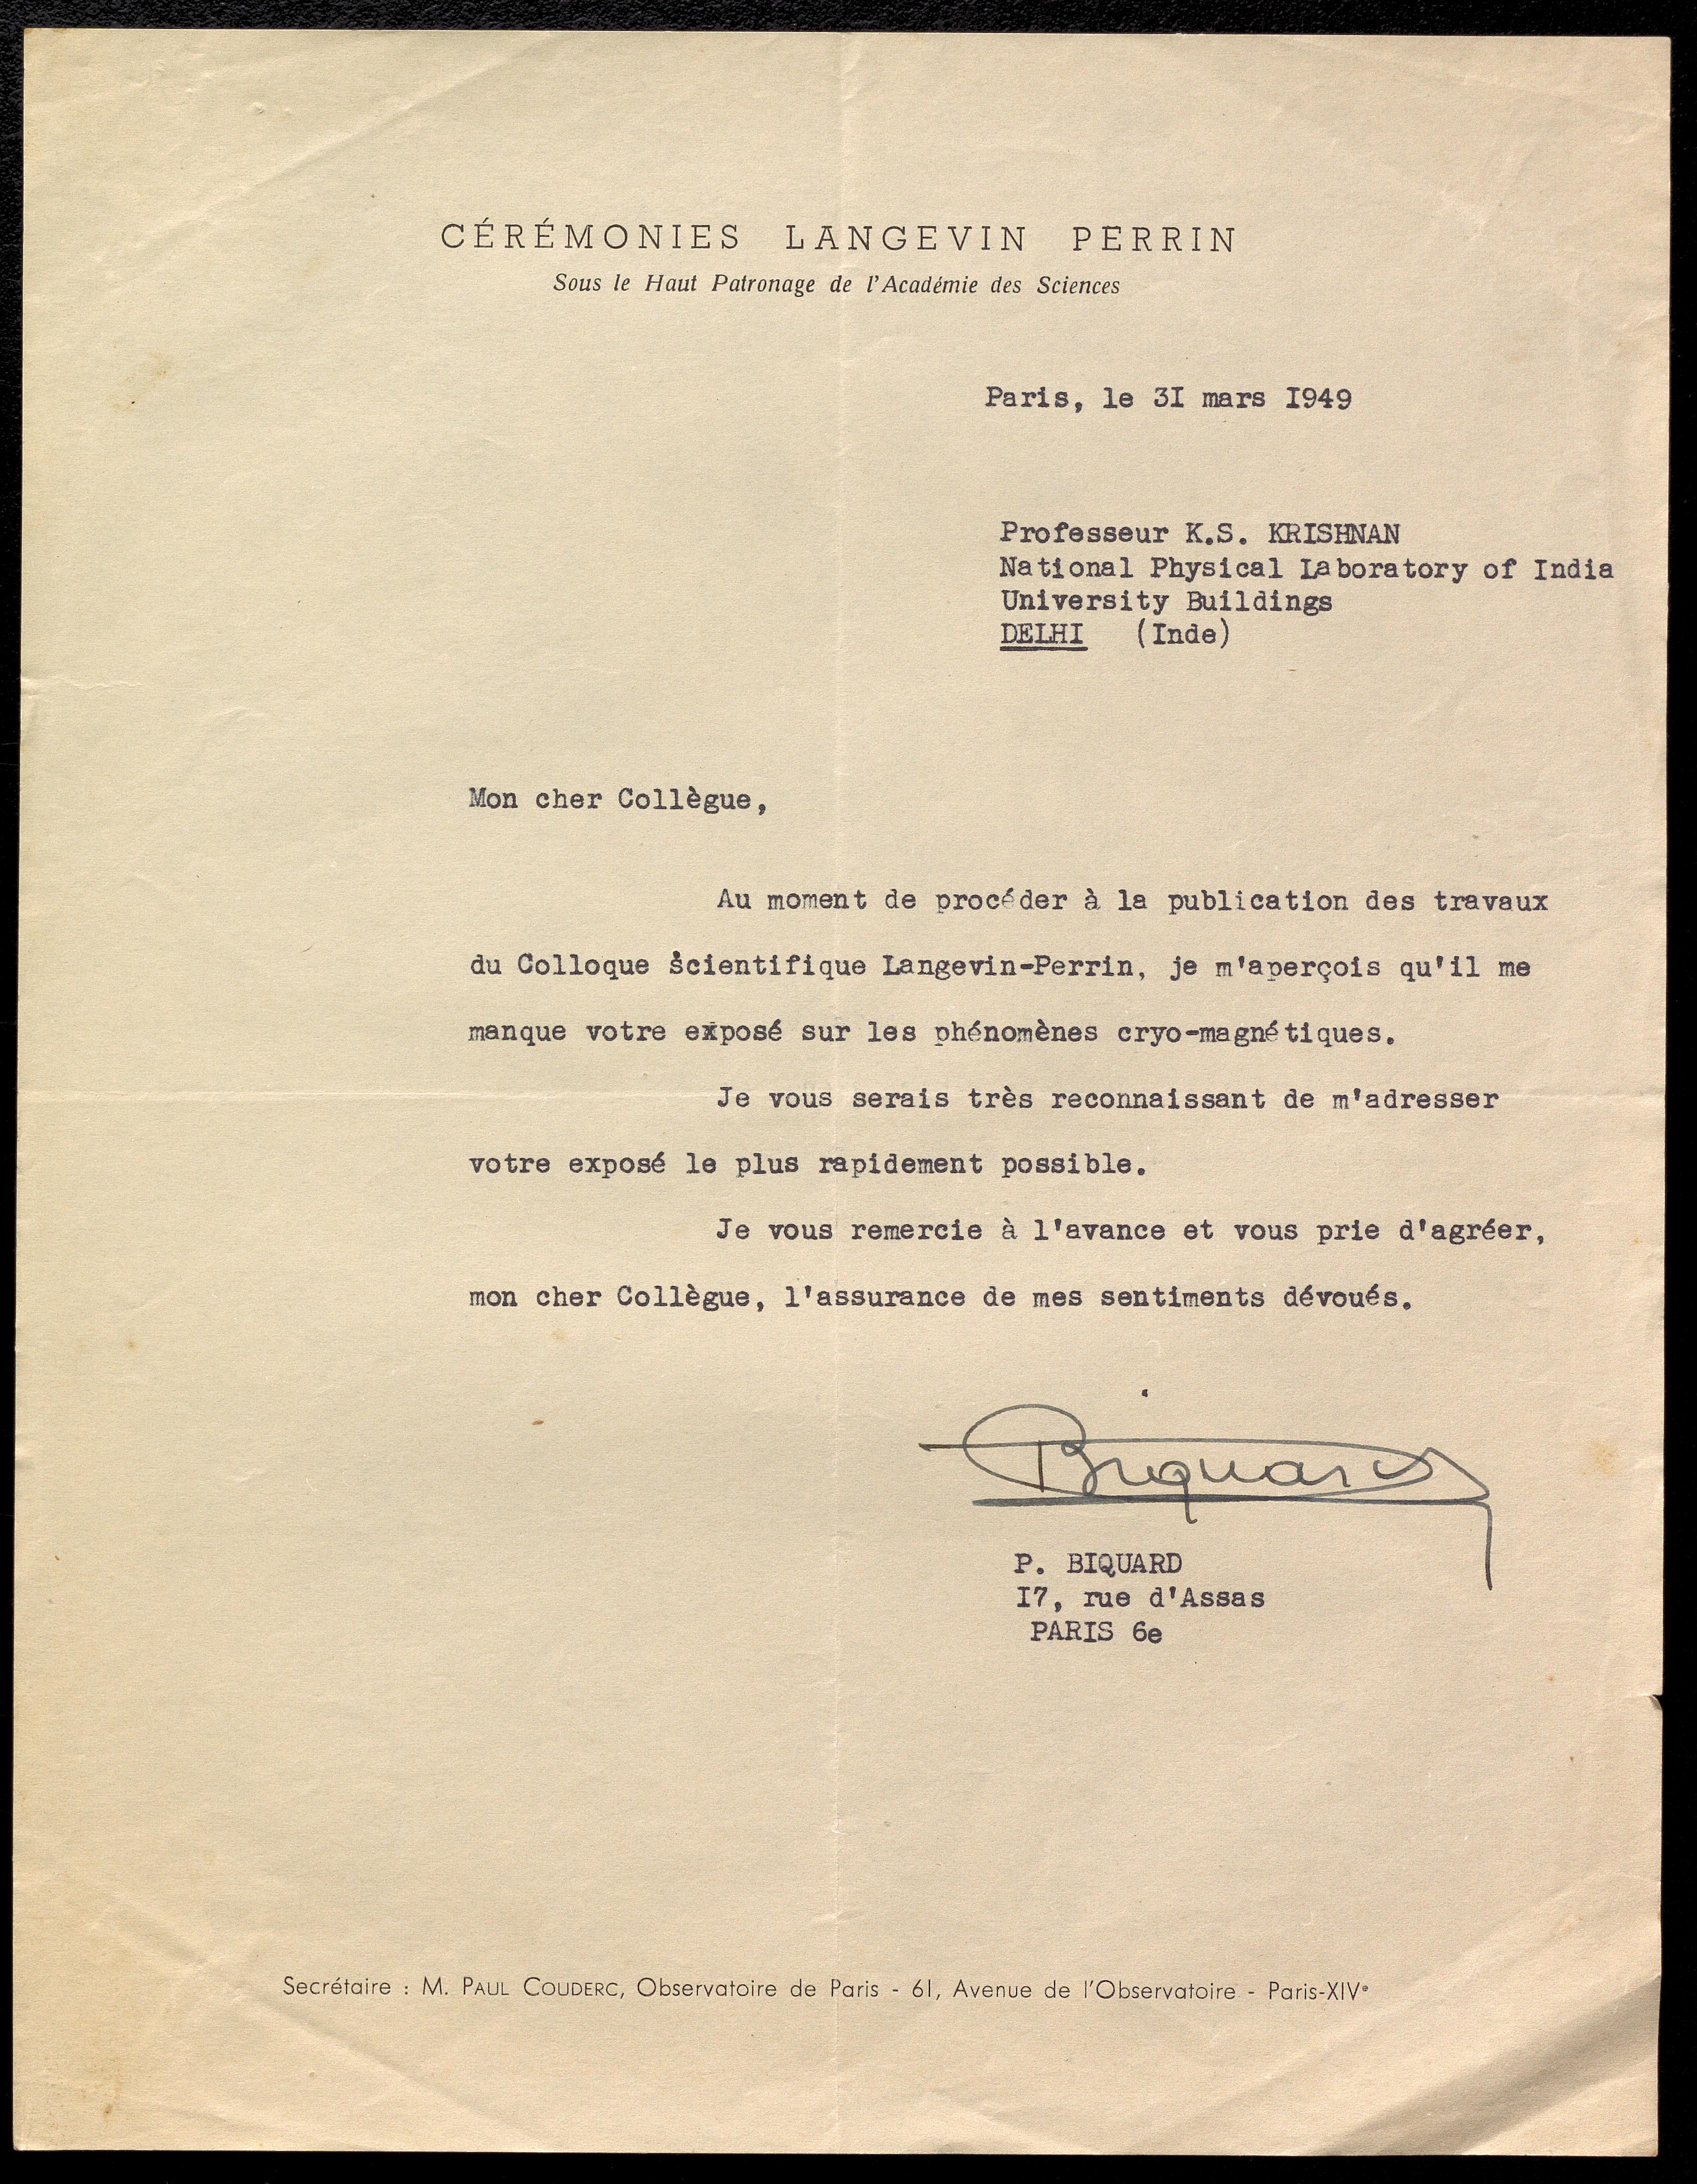 CÉRÉMONIES LANGEVIN PERRIN
Sous le Haut Patronage de l'Académie des Sciences
Paris, le 3I mars I949
Professeur K.S. KRISHNAN
National Physical Laboratory of India
University Buildings
DELHI (Inde)
Mon cher Collègue,
Au moment de procéder à la publication des travaux
du Colloque scientifique Langevin-Perrin, je m'aperçois qu'il me
manque votre exposé sur les phénomènes cryo-magnétiques.
Je vous serais très reconnaissant de m'adresser
votre exposé le plus rapidement possible.
Je vous remercie à l'avance et vous prie d'agréer,
mon cher Collègue, l'assurance de mes sentiments dévoués.
Biquard
P. BIQUARD
I7, rue d'Assas
PARIS 6e
Secrétaire : M. PAUL COUDERC, Observatoire de Paris - 61, Avenue de l'Observatoire - Paris-XIVe